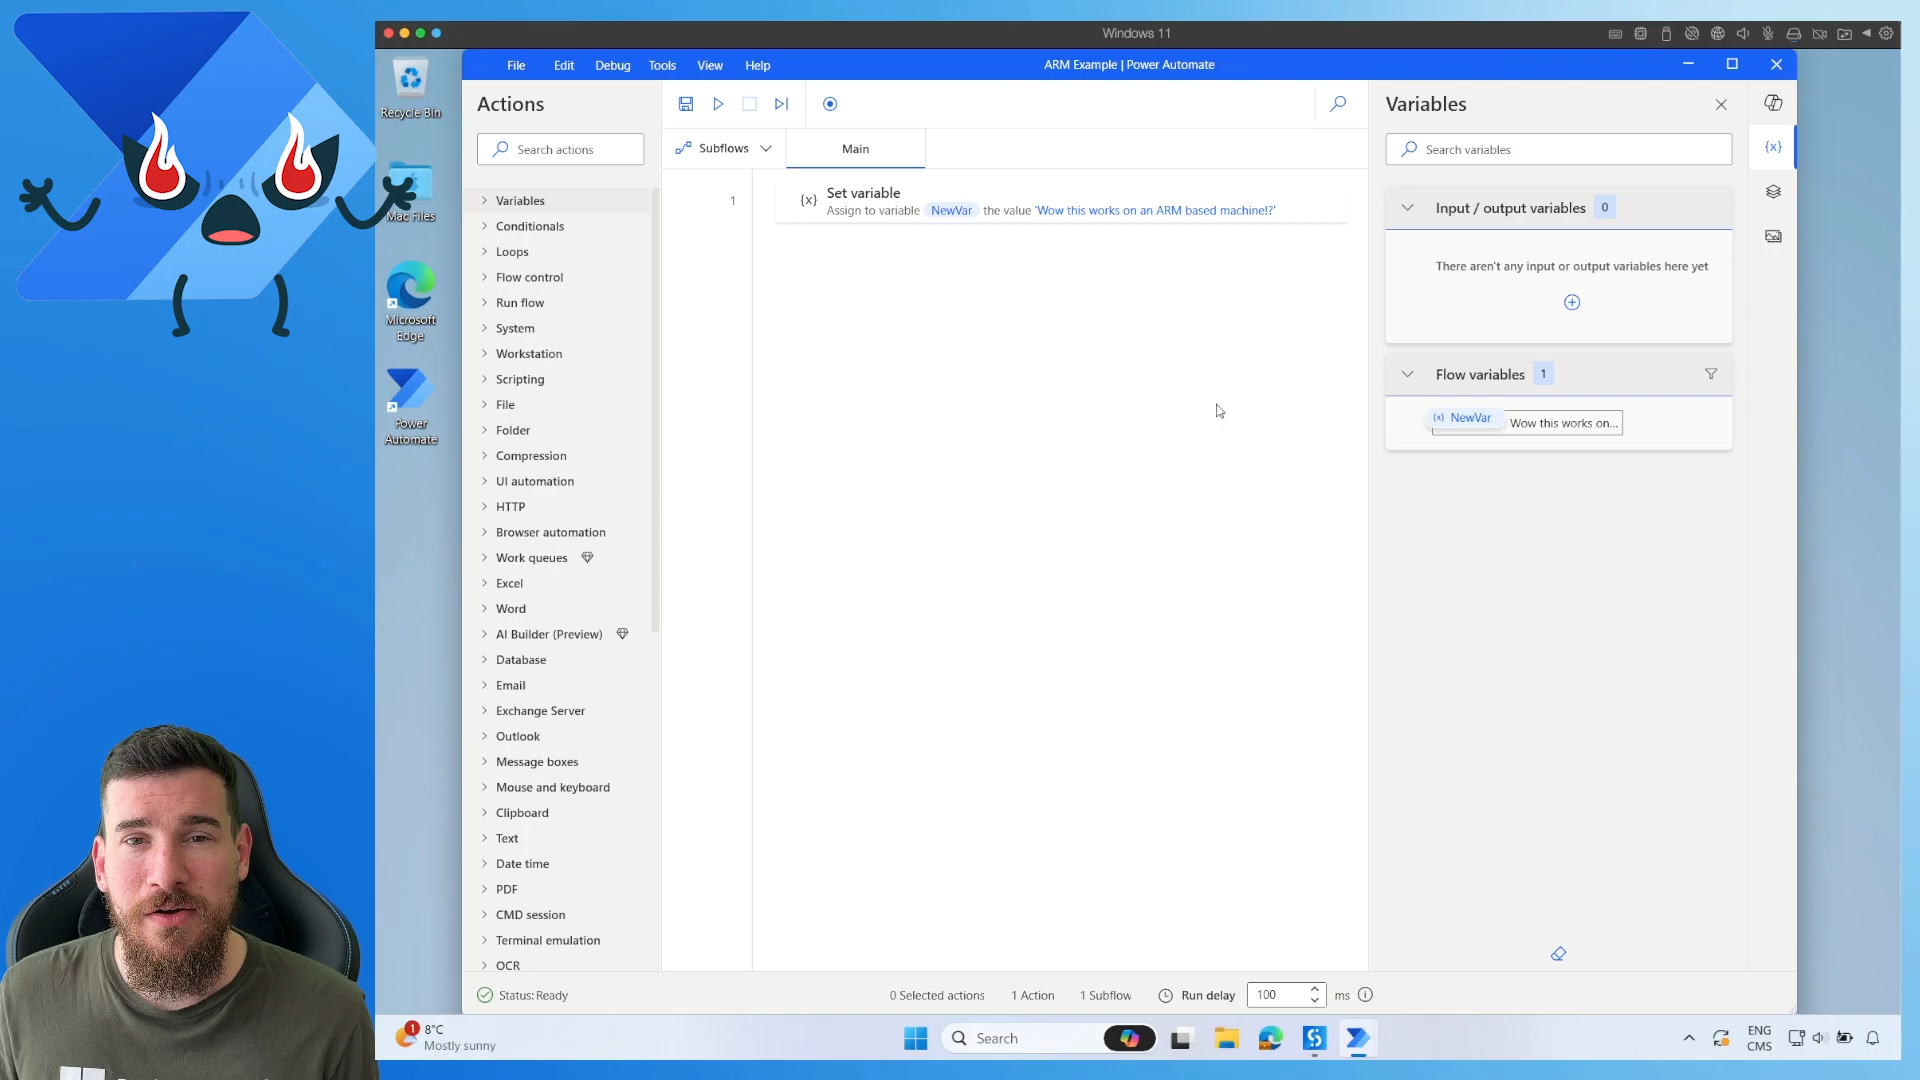 Windows 11
Recycle Bin
Mac Files
Microsoft
Edge
Power
Automate
File Edit Debug Tools View Help
ARM Example | Power Automate
Actions
Search actions
Variables
Conditionals
Loops
Flow control
Run flow
System
Workstation
Scripting
File
Folder
Compression
UI automation
HTTP
Browser automation
Work queues
Excel
Word
AI Builder (Preview)
Database
Email
Exchange Server
Outlook
Message boxes
Mouse and keyboard
Clipboard
Text
Date time
PDF
CMD session
Terminal emulation
OCR
Subflows
Main
1
{x} Set variable
Assign to variable NewVar the value 'Wow this works on an ARM based machine!?'
Variables
Search variables
{x}
Input / output variables 0
There aren't any input or output variables here yet
Flow variables 1
(x) NewVar Wow this works on...
Status: Ready
0 Selected actions 1 Action 1 Subflow Run delay 100 ms
1
8°C
Mostly sunny
Search
ENG
CMS